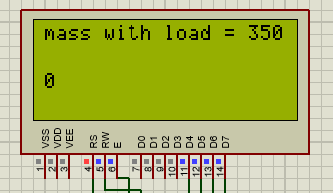 mass with load = 350
0
VSS VDD VEE RS RW E D0 D1 D2 D3 D4 D5 D6 D7
1 2 3 4 5 6 7 8 9 10 11 12 13 14